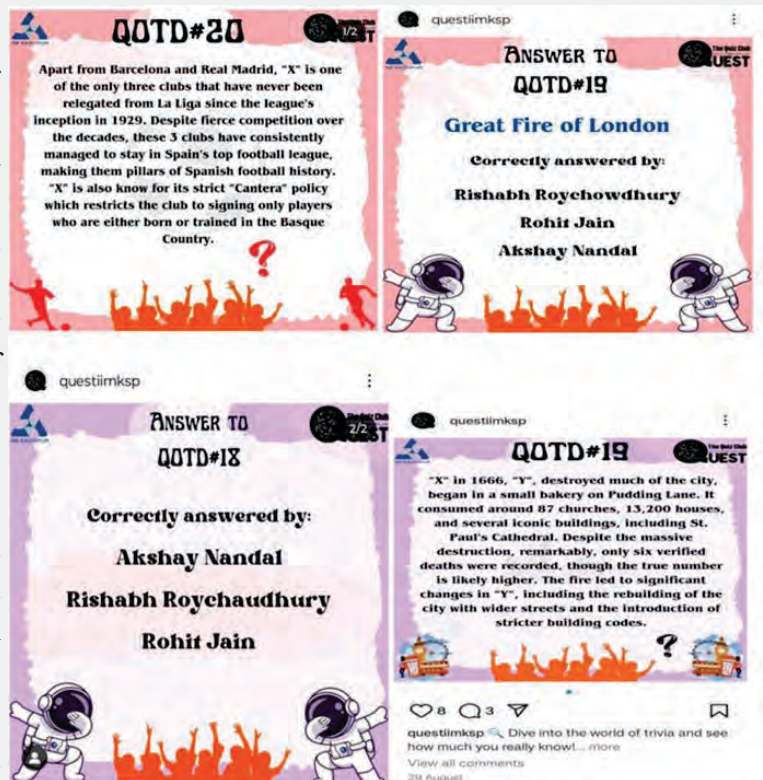 QOTD#20
1/2
Apart from Barcelona and Real Madrid, "X" is one
of the only three clubs that have never been
relegated from La Liga since the league's
inception in 1929. Despite fierce competition over
the decades, these 3 clubs have consistently
managed to stay in Spain's top football league,
making them pillars of Spanish football history.
"X" is also know for its strict "Cantera" policy
which restricts the club to signing only players
who are either born or trained in the Basque
Country.
?
questiimksp
The Quiz Club
QUEST
ANSWER TO
QOTD#19
Great Fire of London
Correctly answered by:
Rishabh Roychowdhury
Rohit Jain
Akshay Nandal
questiimksp
2/2
ANSWER TO
QOTD#18
Correctly answered by:
Akshay Nandal
Rishabh Roychaudhury
Rohit Jain
questiimksp
The Quiz Club
QUEST
QOTD#19
"X" in 1666, "Y", destroyed much of the city,
began in a small bakery on Pudding Lane. It
consumed around 87 churches, 13,200 houses,
and several iconic buildings, including St.
Paul's Cathedral. Despite the massive
destruction, remarkably, only six verified
deaths were recorded, though the true number
is likely higher. The fire led to significant
changes in "Y", including the rebuilding of the
city with wider streets and the introduction of
stricter building codes.
?
8 3
questiimksp Dive into the world of trivia and see
how much you really know!... more
View all comments
29 August